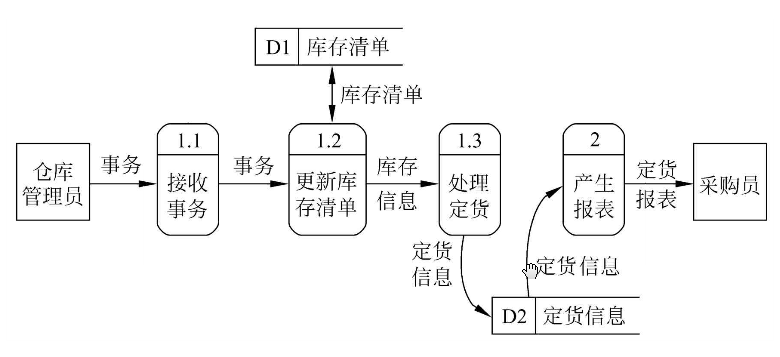 D1 库存清单
库存清单
仓库
管理员
事务
1.1
接收
事务
事务
1.2
更新库
存清单
库存
信息
1.3
处理
定货
定货
信息
D2 定货信息
定货信息
2
产生
报表
定货
报表
采购员